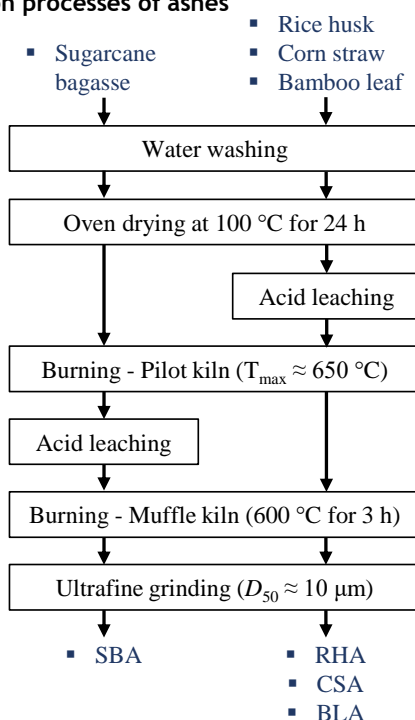 on processes of ashes
▪ Sugarcane
bagasse
▪ Rice husk
▪ Corn straw
▪ Bamboo leaf
Water washing
Oven drying at 100 °C for 24 h
Acid leaching
Burning - Pilot kiln (Tmax ≈ 650 °C)
Acid leaching
Burning - Muffle kiln (600 °C for 3 h)
Ultrafine grinding (D50 ≈ 10 μm)
▪ SBA
▪ RHA
▪ CSA
▪ BLA